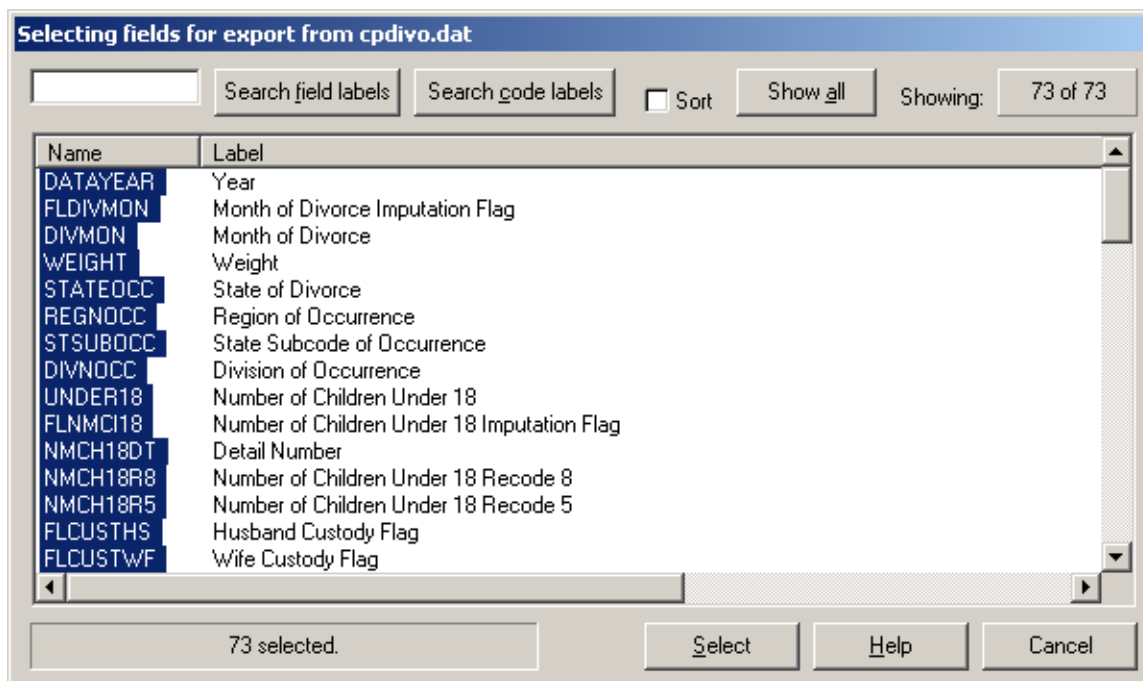 Selecting fields for export from cpdivo.dat
Search field labels Search code labels Sort Show all Showing: 73 of 73
Name Label
DATAYEAR Year
FLDIVMON Month of Divorce Imputation Flag
DIVMON Month of Divorce
WEIGHT Weight
STATEOCC State of Divorce
REGNOCC Region of Occurrence
STSUBOCC State Subcode of Occurrence
DIVNOCC Division of Occurrence
UNDER18 Number of Children Under 18
FLNMCI18 Number of Children Under 18 Imputation Flag
NMCH18DT Detail Number
NMCH18R8 Number of Children Under 18 Recode 8
NMCH18R5 Number of Children Under 18 Recode 5
FLCUSTHS Husband Custody Flag
FLCUSTWF Wife Custody Flag
73 selected. Select Help Cancel